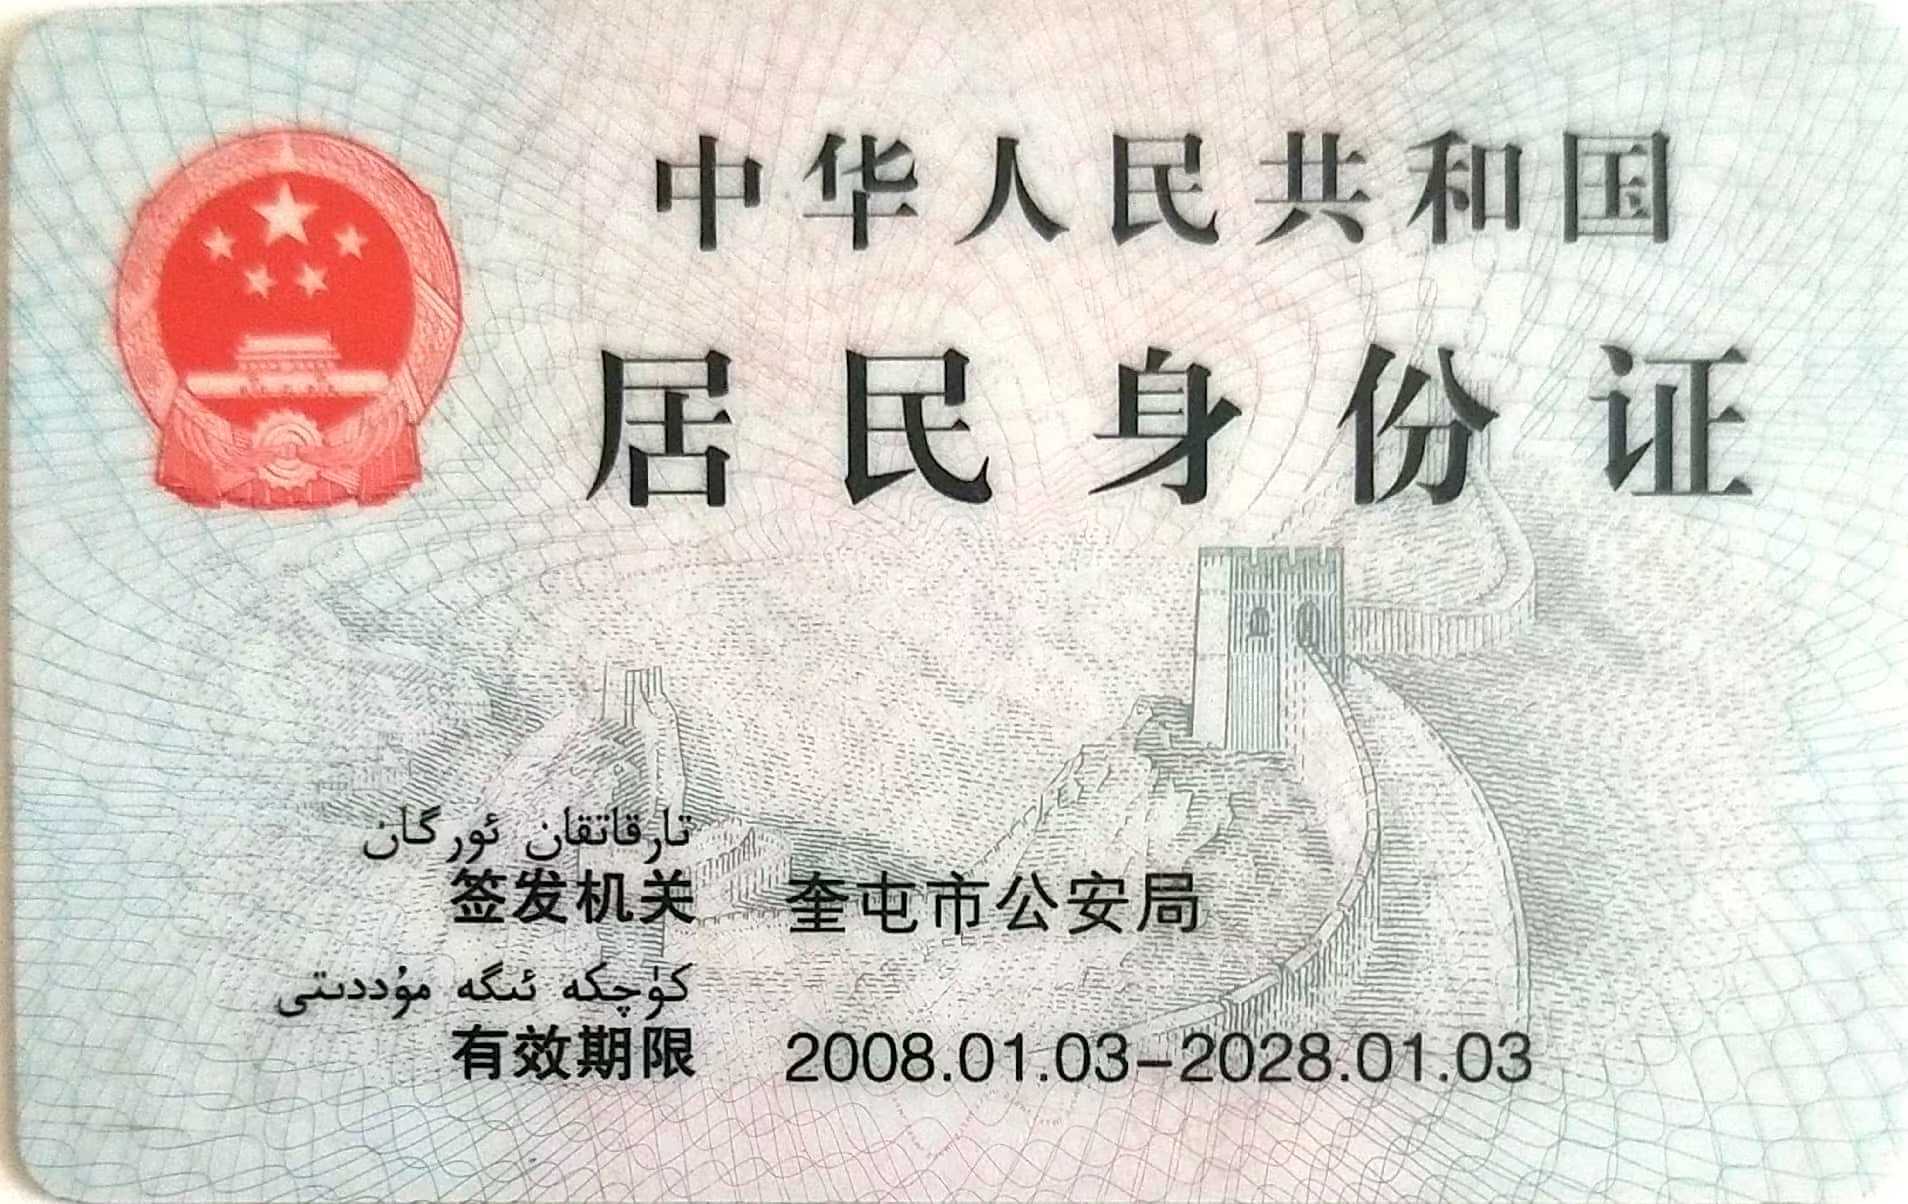 中华人民共和国
居民身份证
تارقاتقان ئورگان
签发机关 奎屯市公安局
كۈچكە ئىگە مۇددىتى
有效期限 2008.01.03-2028.01.03